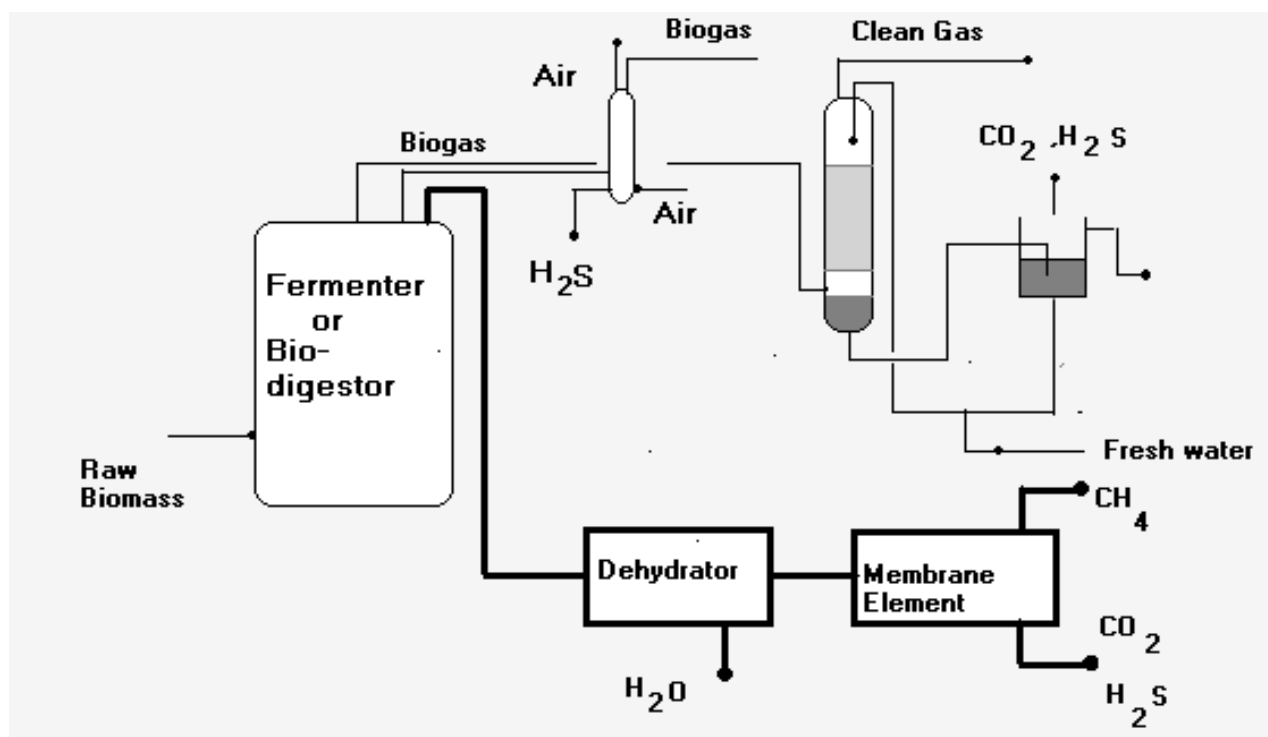 Biogas
Clean Gas
Air
CO2 ,H2 S
Biogas
Air
H2S
Fermenter
or
Bio-
digestor
Raw
Biomass
Fresh water
CH4
Dehydrator
Membrane
Element
CO2
H2O
H2S